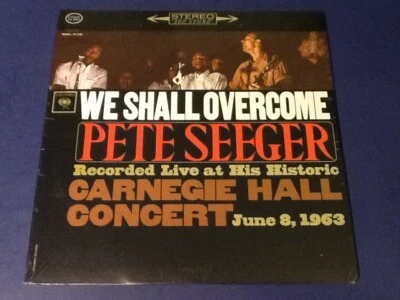 STEREO
WE SHALL OVERCOME
PETE SEEGER
Recorded Live at His Historic
CARNEGIE HALL
CONCERT June 8, 1963